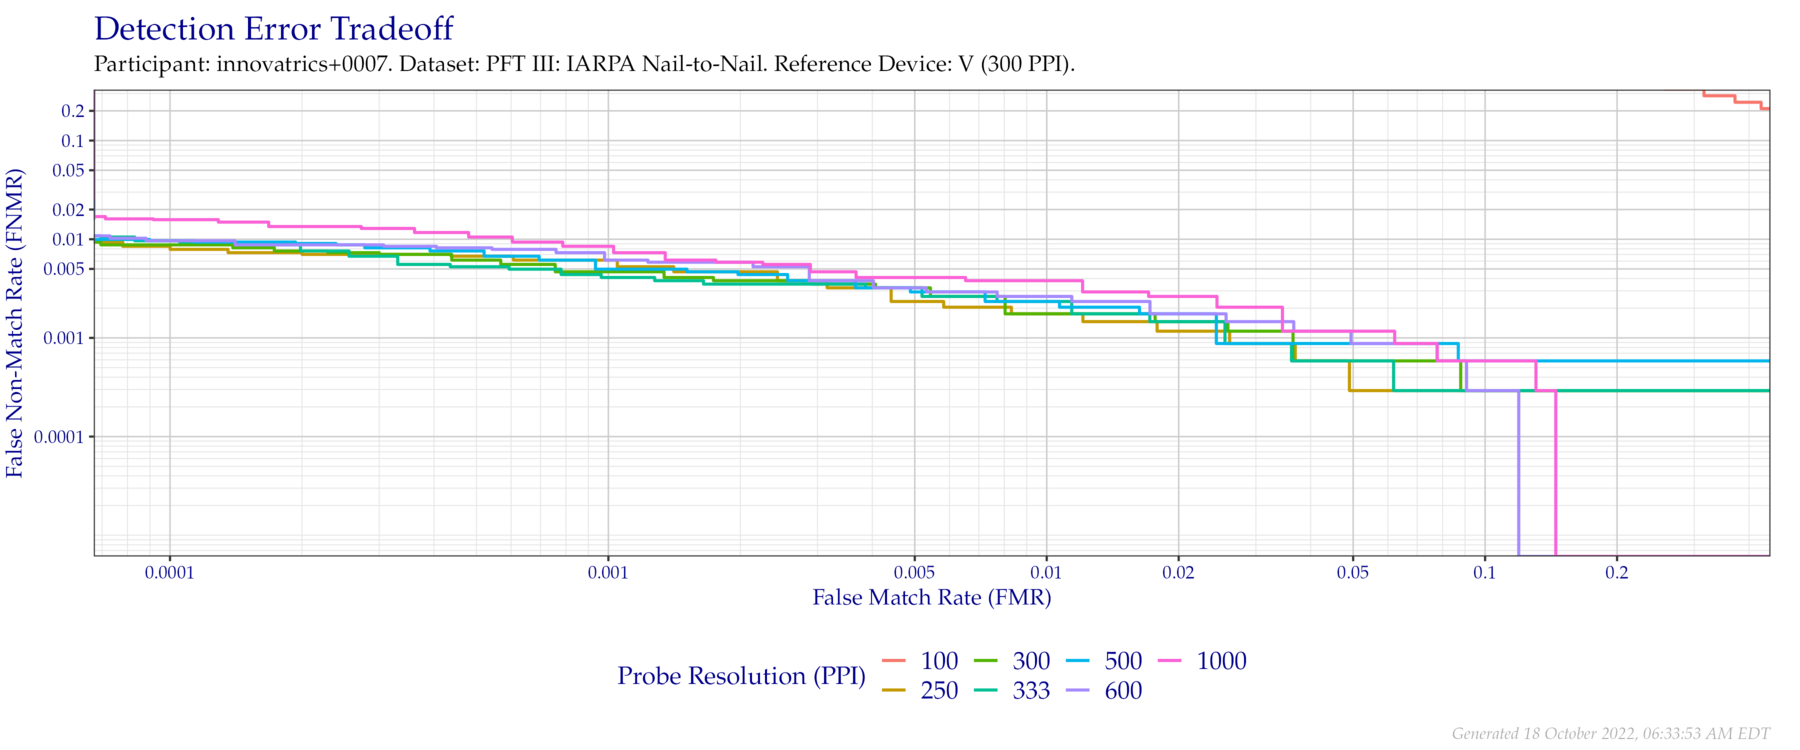 Detection Error Tradeoff
Participant: innovatrics+0007. Dataset: PFT III: IARPA Nail-to-Nail. Reference Device: V (300 PPI).
False Non-Match Rate (FNMR)
0.2
0.1
0.05
0.02
0.01
0.005
0.001
0.0001
0.0001 0.001 0.005 0.01 0.02 0.05 0.1 0.2
False Match Rate (FMR)
Probe Resolution (PPI)
100 300 500 1000
250 333 600
Generated 18 October 2022, 06:33:53 AM EDT